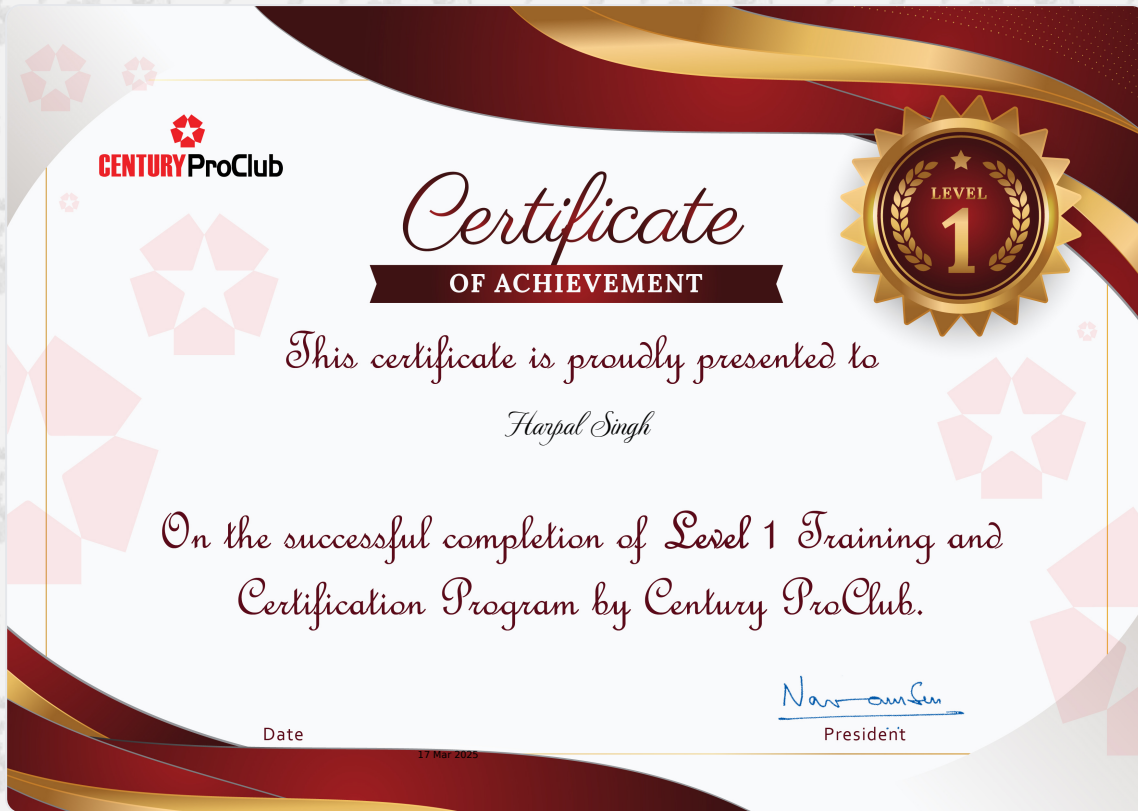 CENTURY ProClub
LEVEL
1
Certificate
OF ACHIEVEMENT
This certificate is proudly presented to
Harpal Singh
On the successful completion of Level 1 Training and
Certification Program by Century ProClub.
Date
17 Mar 2025
President